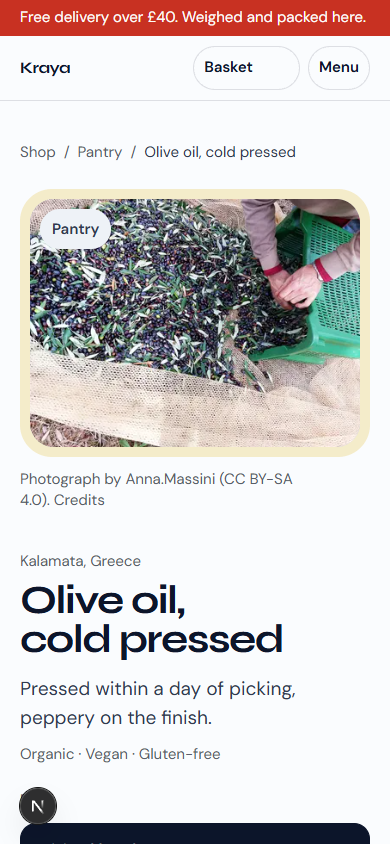 Free delivery over £40. Weighed and packed here.
Kraya
Basket
Menu
Shop / Pantry / Olive oil, cold pressed
Pantry
Photograph by Anna.Massini (CC BY-SA
4.0). Credits
Kalamata, Greece
Olive oil,
cold pressed
Pressed within a day of picking,
peppery on the finish.
Organic · Vegan · Gluten-free
N